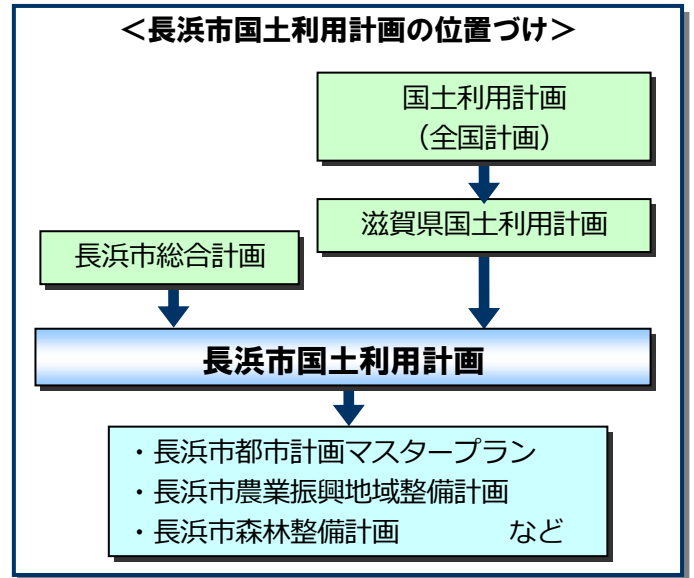 ＜長浜市国土利用計画の位置づけ＞
国土利用計画
（全国計画）
滋賀県国土利用計画
長浜市総合計画
長浜市国土利用計画
・長浜市都市計画マスタープラン
・長浜市農業振興地域整備計画
・長浜市森林整備計画　　　　など